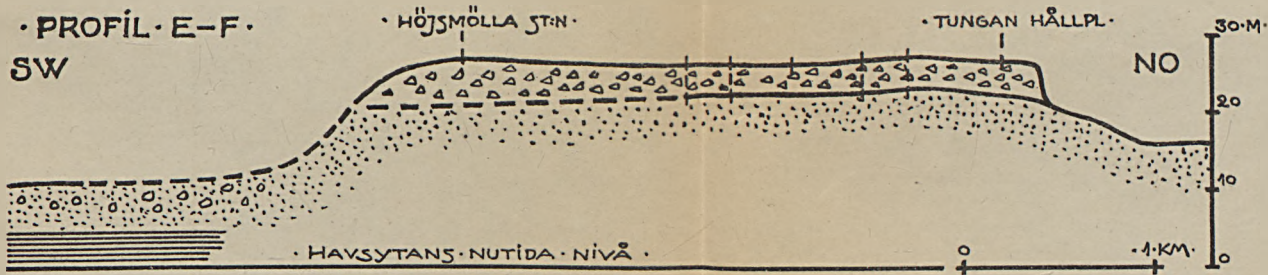 ·PROFIL·E–F·
·HÖJSMÖLLA ST:N·
·TUNGAN HÅLLPL·
30·M·
SW
NO
20
10
·HAVSYTANS·NUTIDA·NIVÅ·
0
·1·KM·
0